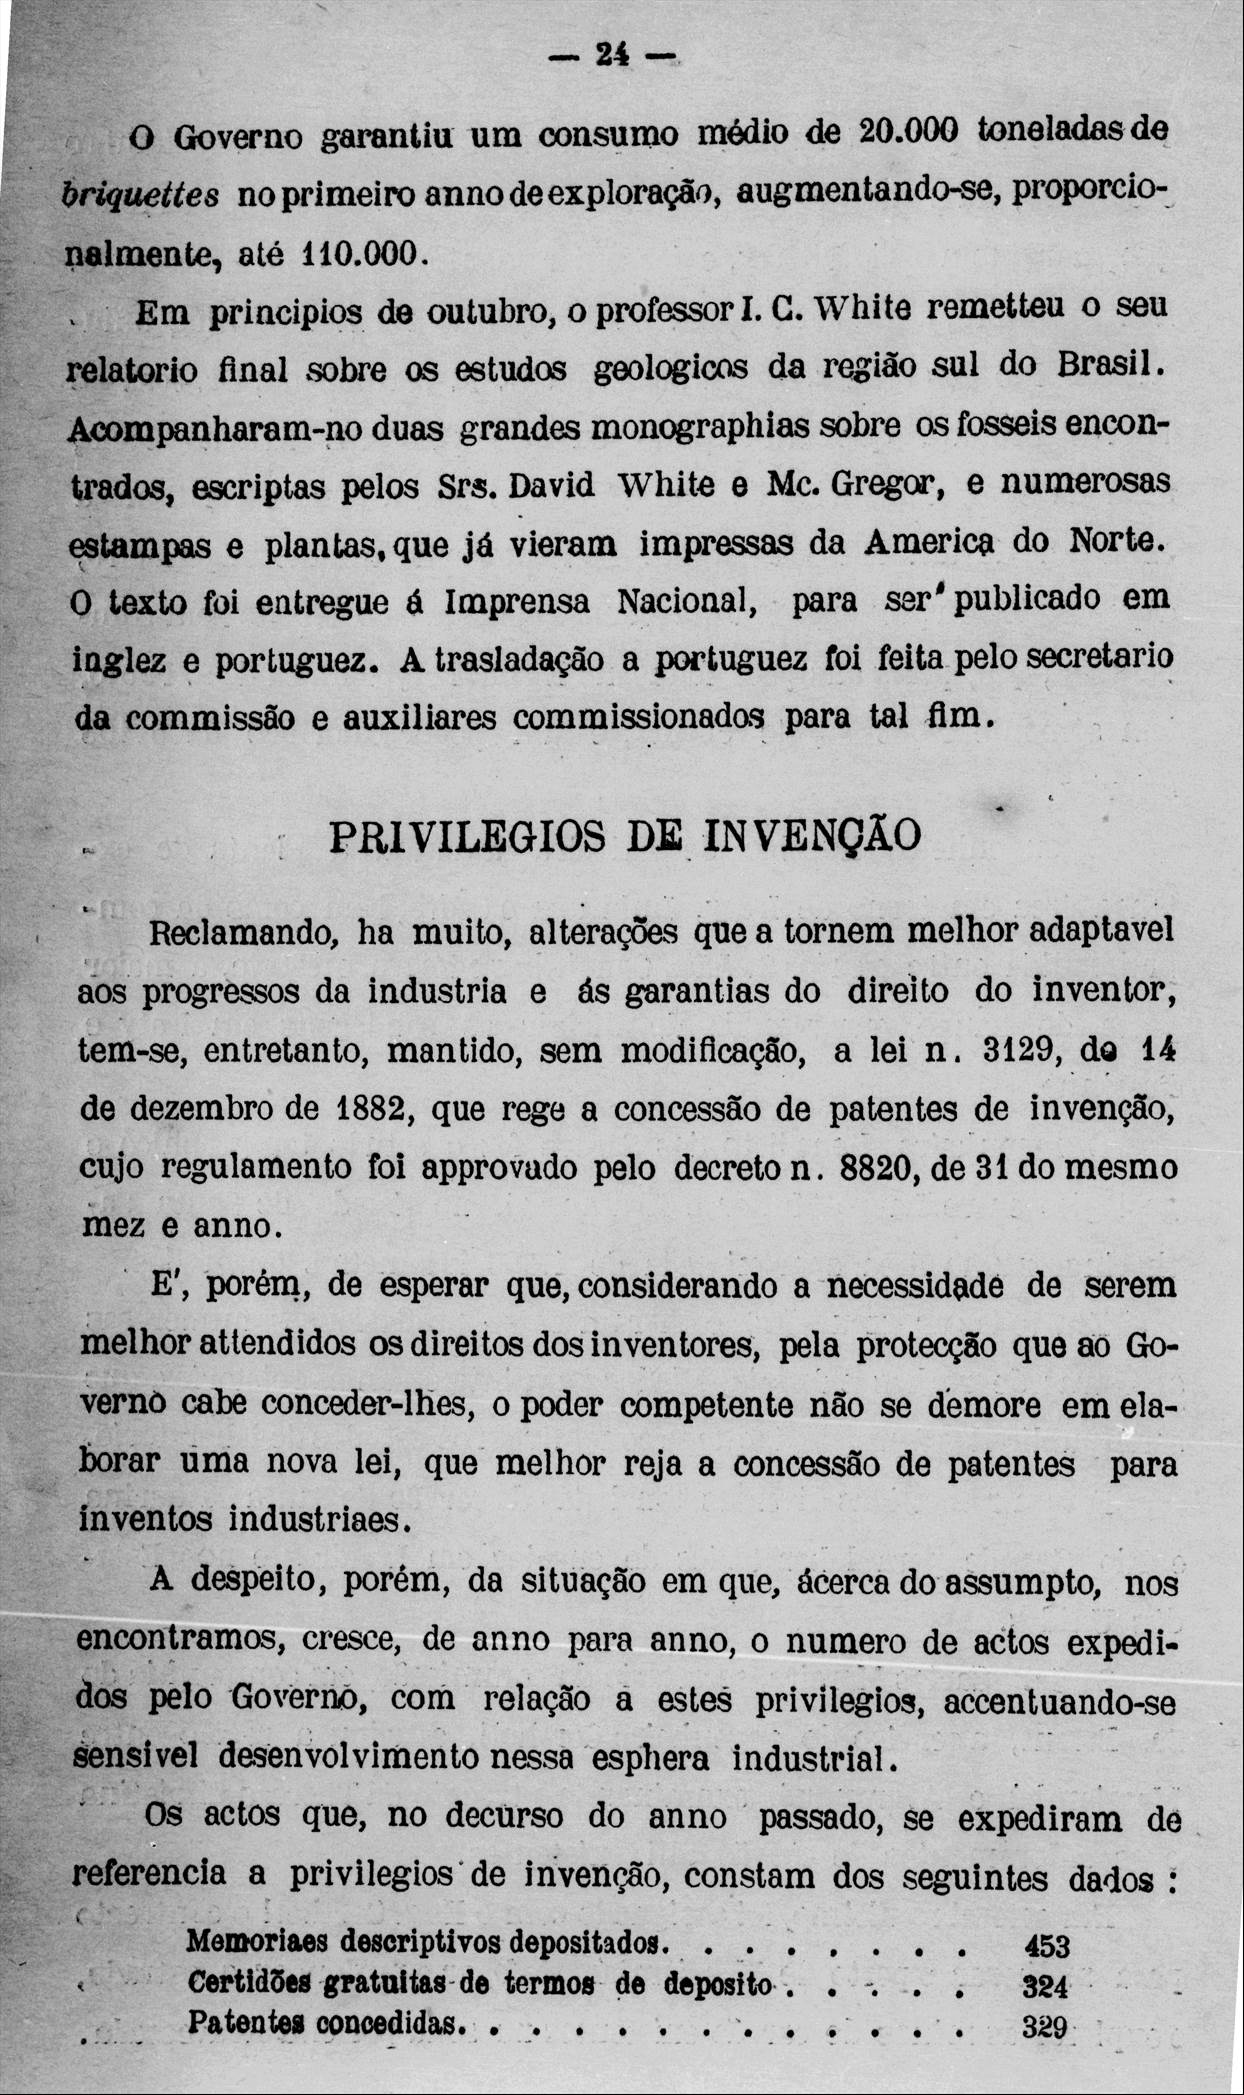 — 24 —
O Governo garantiu um consumo médio de 20.000 toneladas de
briquettes no primeiro anno de exploração, augmentando-se, proporcio-
nalmente, até 110.000.
Em principios de outubro, o professor I. C. White remetteu o seu
relatorio final sobre os estudos geologicos da região sul do Brasil.
Acompanharam-no duas grandes monographias sobre os fosseis encon-
trados, escriptas pelos Srs. David White e Mc. Gregor, e numerosas
estampas e plantas, que já vieram impressas da America do Norte.
O texto foi entregue á Imprensa Nacional, para ser publicado em
inglez e portuguez. A trasladação a portuguez foi feita pelo secretario
da commissão e auxiliares commissionados para tal fim.
PRIVILEGIOS DE INVENÇÃO
Reclamando, ha muito, alterações que a tornem melhor adaptavel
aos progressos da industria e ás garantias do direito do inventor,
tem-se, entretanto, mantido, sem modificação, a lei n. 3129, de 14
de dezembro de 1882, que rege a concessão de patentes de invenção,
cujo regulamento foi approvado pelo decreto n. 8820, de 31 do mesmo
mez e anno.
E', porém, de esperar que, considerando a necessidade de serem
melhor attendidos os direitos dos inventores, pela protecção que ao Go-
verno cabe conceder-lhes, o poder competente não se demore em ela-
borar uma nova lei, que melhor reja a concessão de patentes para
inventos industriaes.
A despeito, porém, da situação em que, ácerca do assumpto, nos
encontramos, cresce, de anno para anno, o numero de actos expedi-
dos pelo Governo, com relação a estes privilegios, accentuando-se
sensivel desenvolvimento nessa esphera industrial.
Os actos que, no decurso do anno passado, se expediram de
referencia a privilegios de invenção, constam dos seguintes dados :
Memoriaes descriptivos depositados. . . . . . . . 453
Certidões gratuitas de termos de deposito . . . . . 324
Patentes concedidas. . . . . . . . . . . . . 329